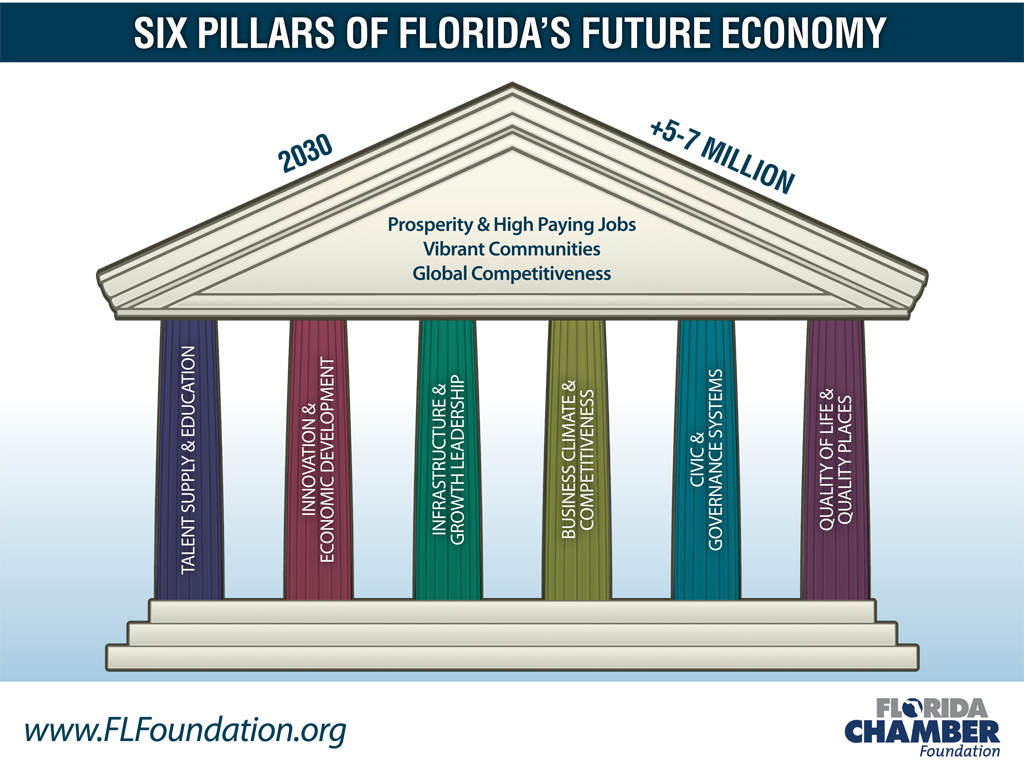 SIX PILLARS OF FLORIDA'S FUTURE ECONOMY
2030
+5-7 MILLION
Prosperity & High Paying Jobs
Vibrant Communities
Global Competitiveness
TALENT SUPPLY & EDUCATION
INNOVATION &
ECONOMIC DEVELOPMENT
INFRASTRUCTURE &
GROWTH LEADERSHIP
BUSINESS CLIMATE &
COMPETITIVENESS
CIVIC &
GOVERNANCE SYSTEMS
QUALITY OF LIFE &
QUALITY PLACES
www.FLFoundation.org
FLORIDA
CHAMBER
Foundation